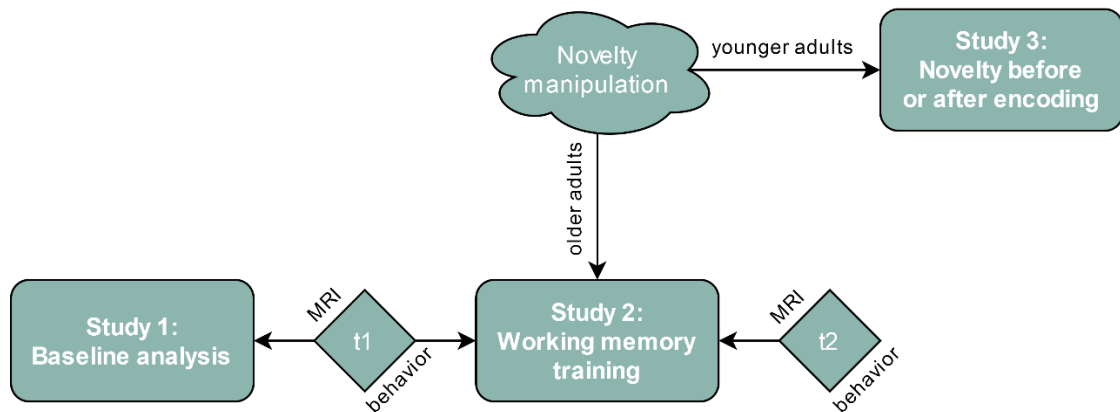 Novelty
manipulation
younger adults
Study 3:
Novelty before
or after encoding
older adults
Study 1:
Baseline analysis
MRI
t1
behavior
Study 2:
Working memory
training
MRI
t2
behavior